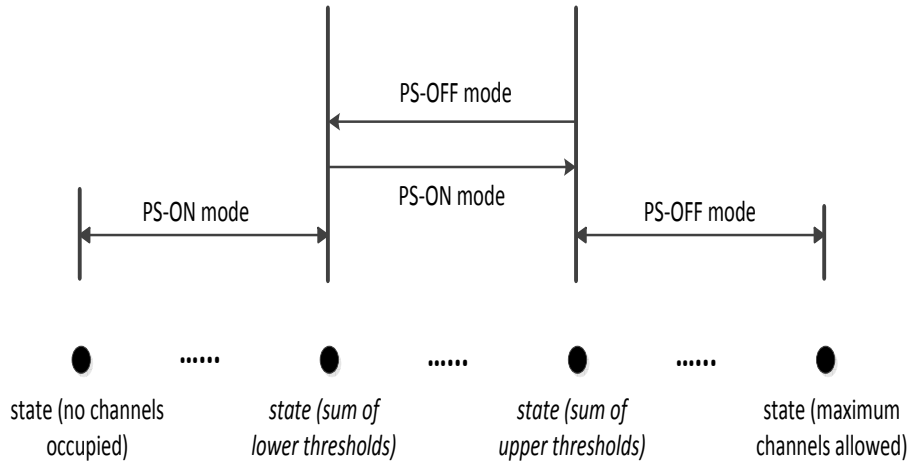 PS-OFF mode
PS-ON mode
PS-ON mode
PS-OFF mode
......
......
......
state (no channels
occupied)
state (sum of
lower thresholds)
state (sum of
upper thresholds)
state (maximum
channels allowed)